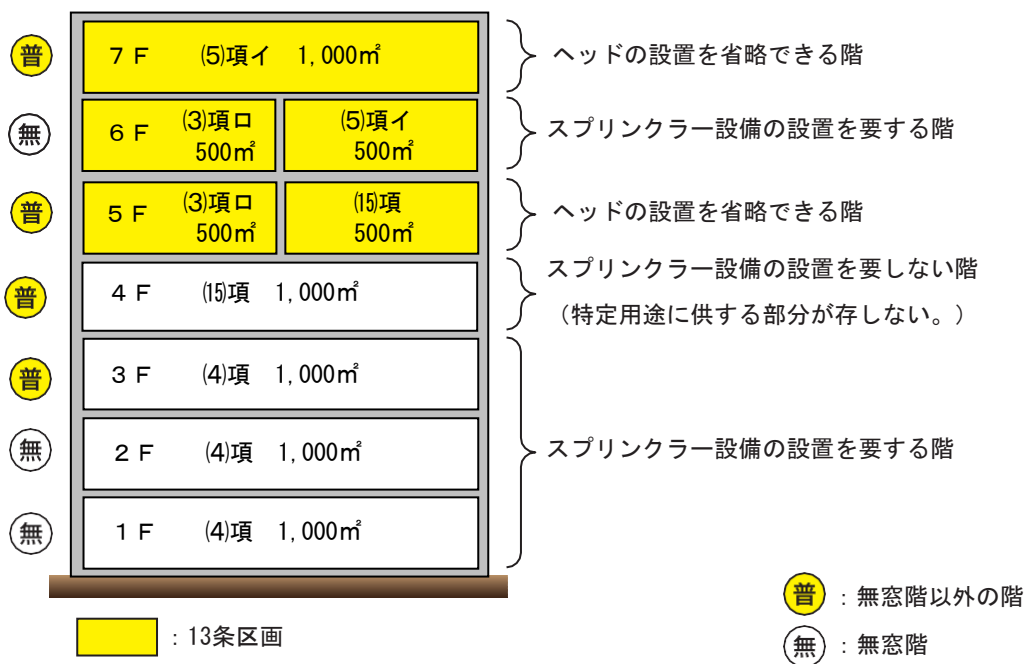 普
７Ｆ ⑸項イ 1,000㎡
ヘッドの設置を省略できる階
無
６Ｆ
⑶項ロ
500㎡
⑸項イ
500㎡
スプリンクラー設備の設置を要する階
普
５Ｆ
⑶項ロ
500㎡
⒂項
500㎡
ヘッドの設置を省略できる階
普
４Ｆ ⒂項 1,000㎡
スプリンクラー設備の設置を要しない階
（特定用途に供する部分が存しない。）
普
３Ｆ ⑷項 1,000㎡
無
２Ｆ ⑷項 1,000㎡
スプリンクラー設備の設置を要する階
無
１Ｆ ⑷項 1,000㎡
：13条区画
普：無窓階以外の階
無：無窓階